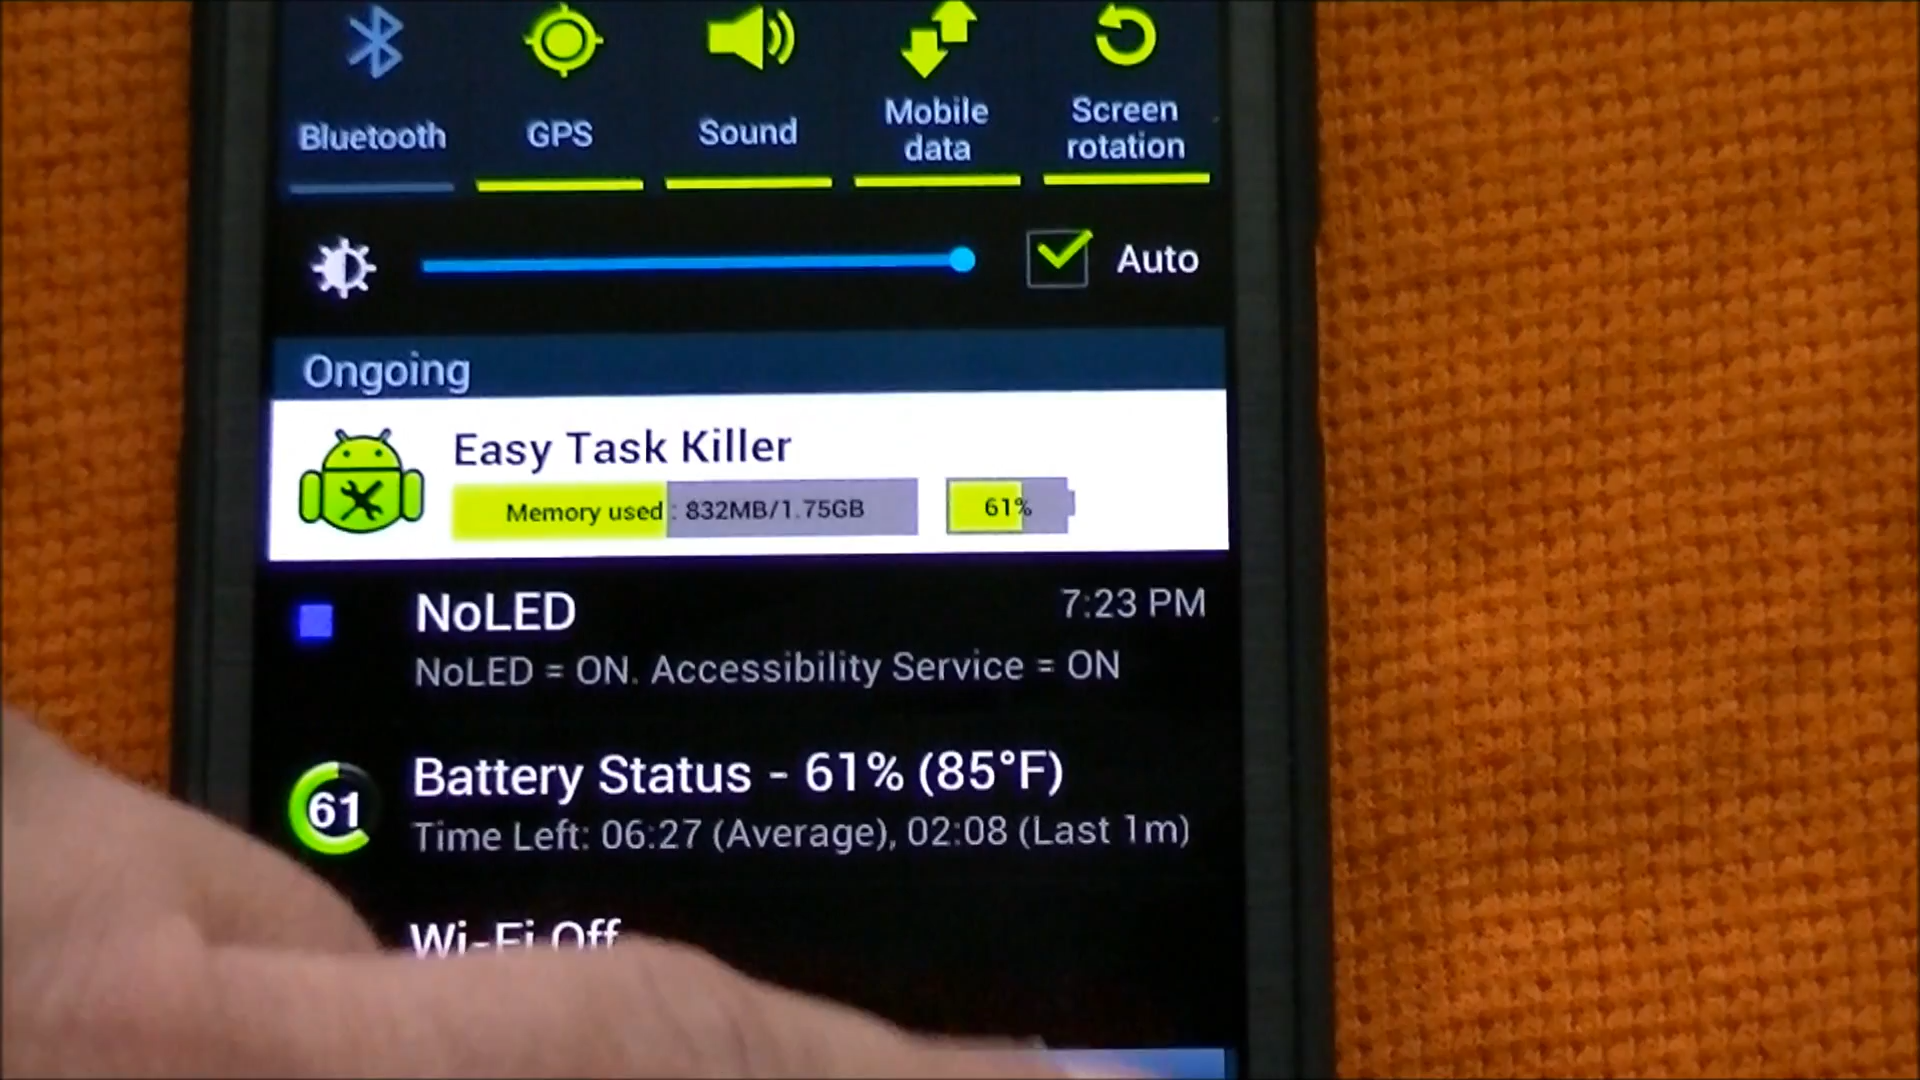 Bluetooth
GPS
Sound
Mobile
data
Screen
rotation
Auto
Ongoing
Easy Task Killer
Memory used : 832MB/1.75GB
61%
NoLED
7:23 PM
NoLED = ON. Accessibility Service = ON
61
Battery Status - 61% (85°F)
Time Left: 06:27 (Average), 02:08 (Last 1m)
Wi-Fi Off